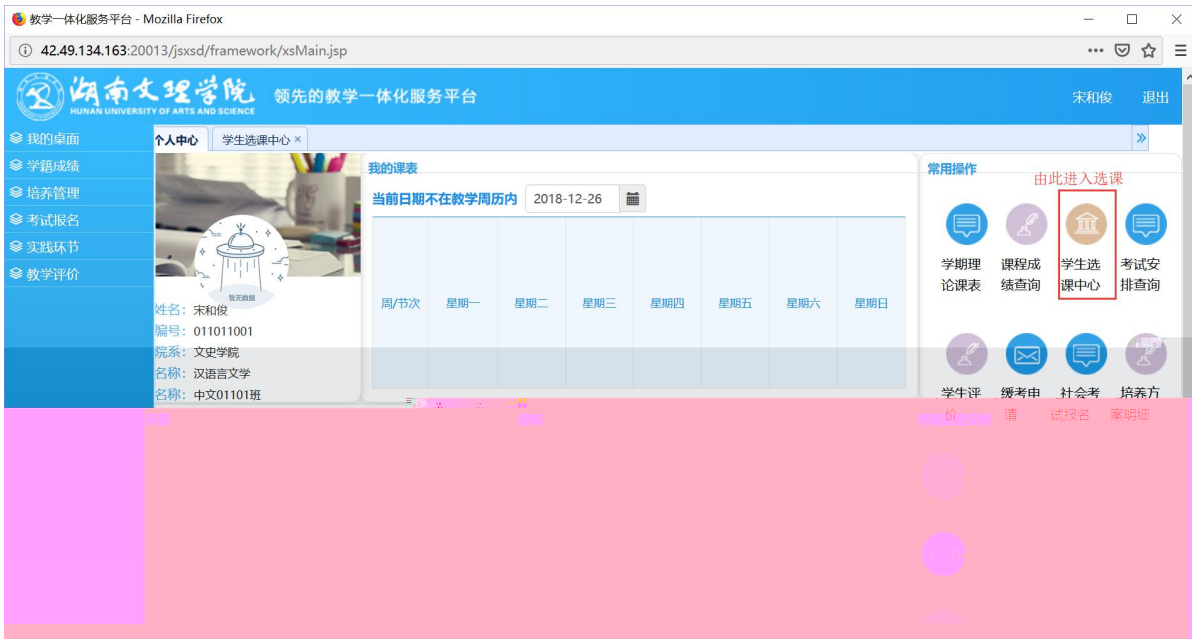 教学一体化服务平台 - Mozilla Firefox
42.49.134.163:20013/jsxsd/framework/xsMain.jsp
湖南文理学院
HUNAN UNIVERSITY OF ARTS AND SCIENCE
领先的教学一体化服务平台
宋和俊 退出
我的桌面
学籍成绩
培养管理
考试报名
实践环节
教学评价
个人中心 学生选课中心 ×
暂无数据
姓名：宋和俊
编号：011011001
院系：文史学院
名称：汉语言文学
名称：中文01101班
我的课表
当前日期不在教学周历内 2018-12-26
周/节次 星期一 星期二 星期三 星期四 星期五 星期六 星期日
常用操作
由此进入选课
学期理 课程成 学生选 考试安
论课表 绩查询 课中心 排查询
学生评 缓考申 社会考 培养方
价 请 试报名 案明细